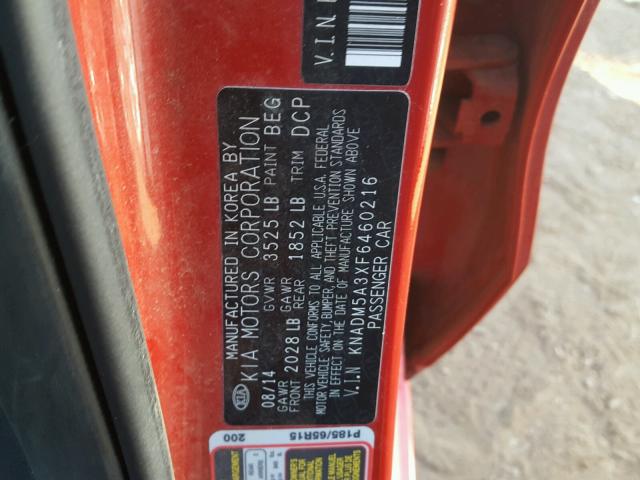 MANUFACTURED IN KOREA BY
KIA MOTORS CORPORATION
08/14 GVWR 3525 LB PAINT BEG
GAWR FRONT 2028 LB GAWR REAR 1852 LB TRIM DCP
THIS VEHICLE CONFORMS TO ALL APPLICABLE U.S.A. FEDERAL
MOTOR VEHICLE SAFETY, BUMPER, AND THEFT PREVENTION STANDARDS
IN EFFECT ON THE DATE OF MANUFACTURE SHOWN ABOVE
V.I.N KNADM5A3XF6460216
PASSENGER CAR
KIA
V.I.N
P185/65R15
200